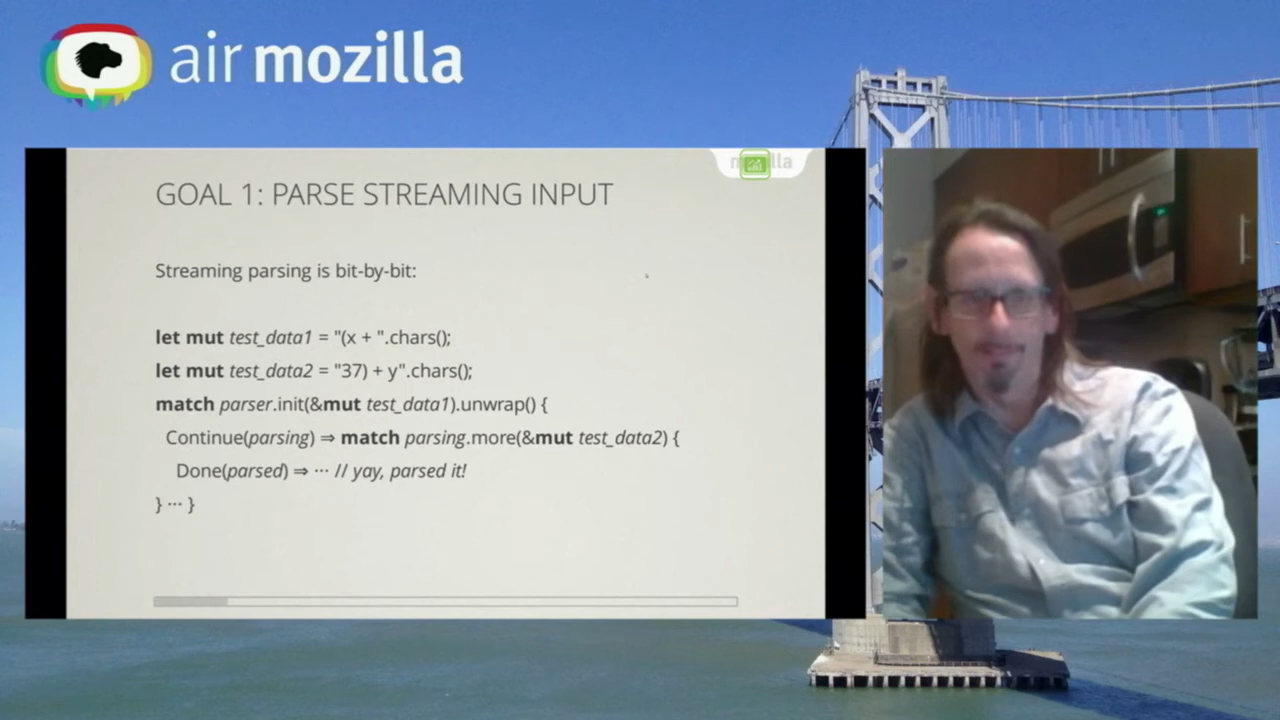 air mozilla
mozilla
GOAL 1: PARSE STREAMING INPUT
Streaming parsing is bit-by-bit:
let mut test_data1 = "(x + ".chars();
let mut test_data2 = "37) + y".chars();
match parser.init(&mut test_data1).unwrap() {
Continue(parsing) ⇒ match parsing.more(&mut test_data2) {
Done(parsed) ⇒ ··· // yay, parsed it!
} ··· }